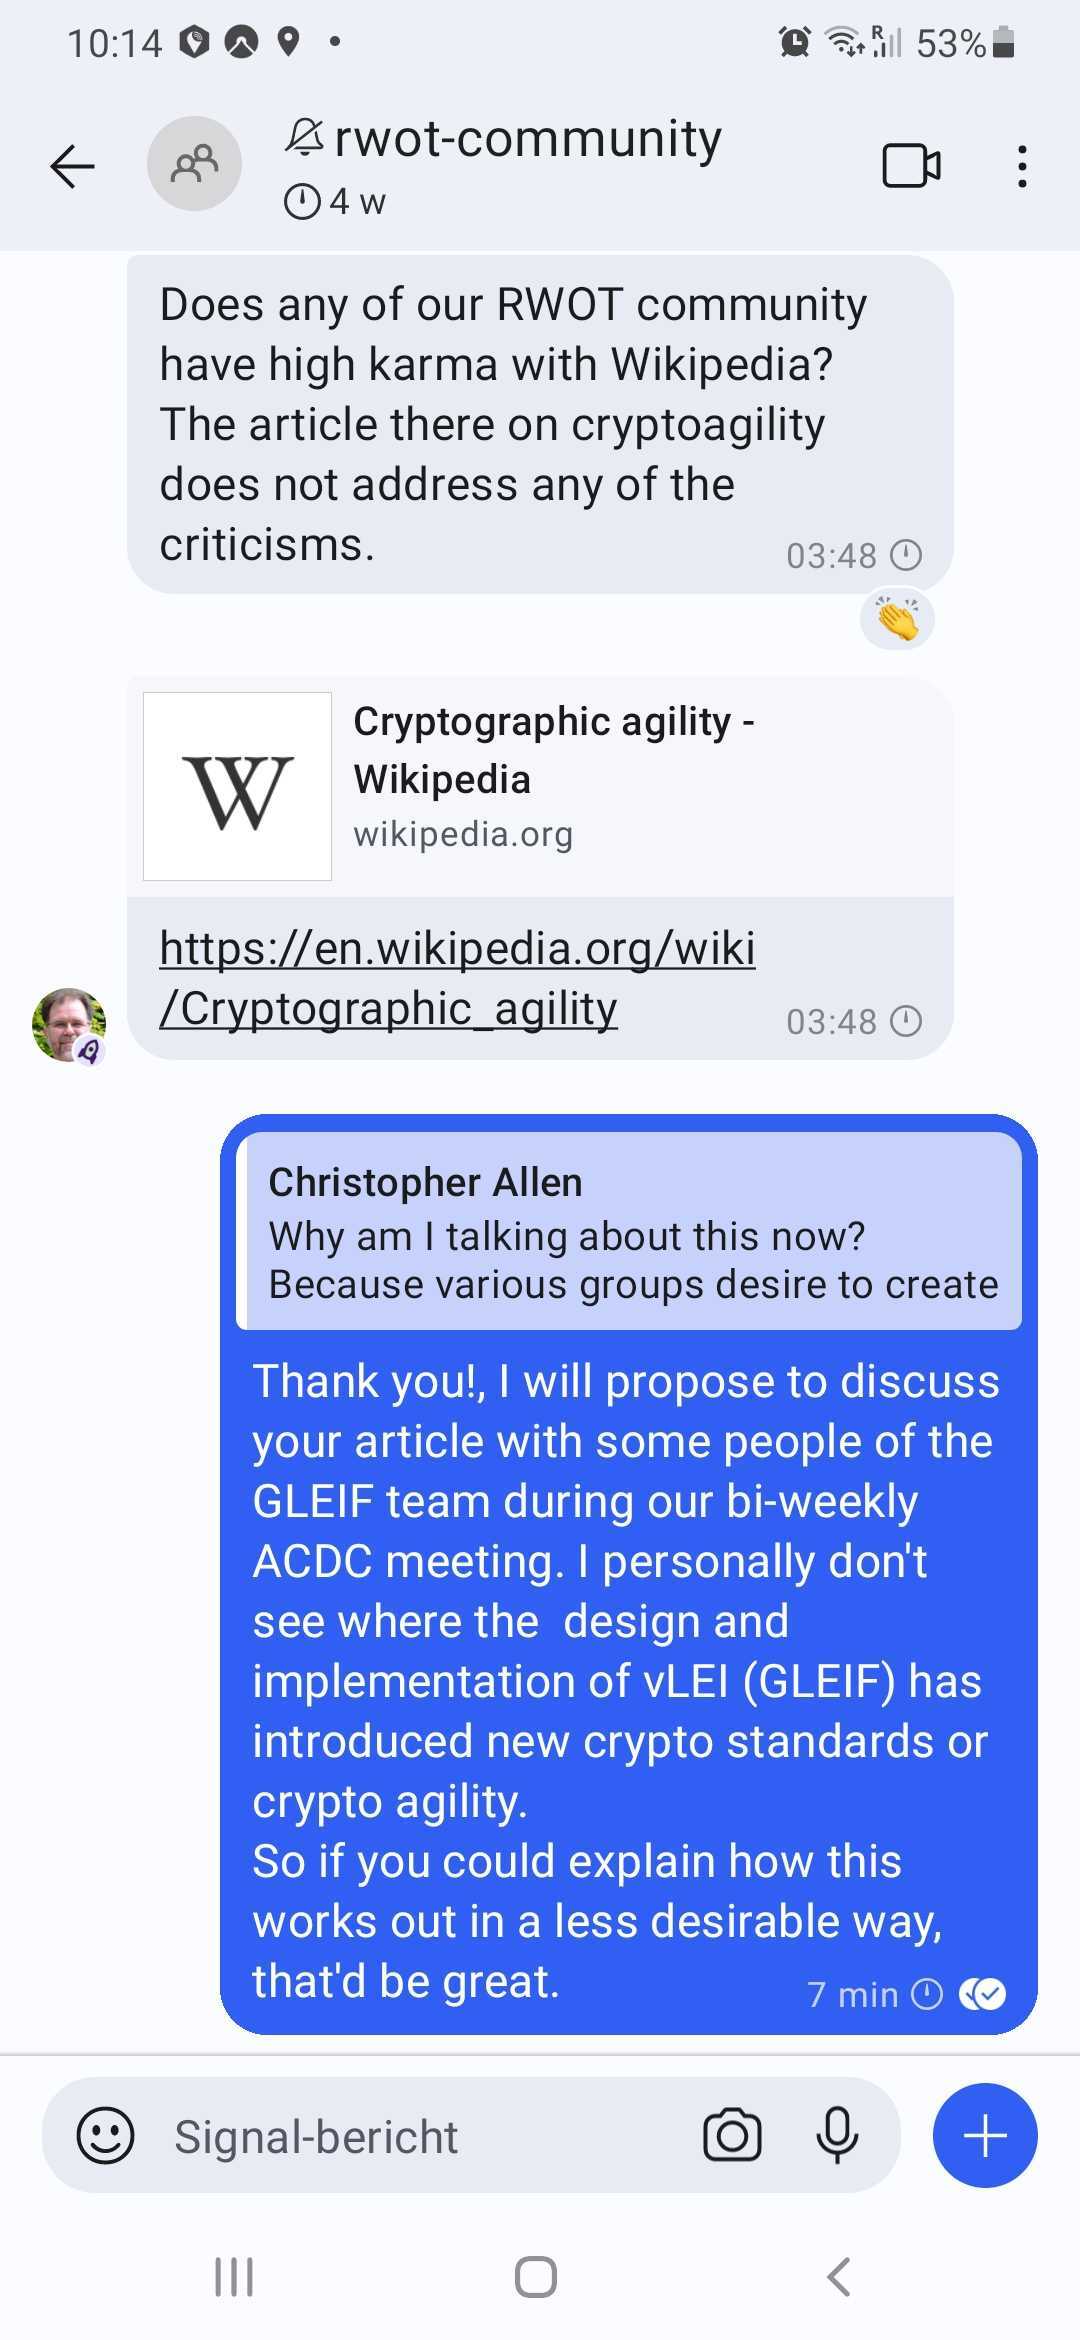 10:14
R
53%
rwot-community
4 w
Does any of our RWOT community
have high karma with Wikipedia?
The article there on cryptoagility
does not address any of the
criticisms.
03:48
W
Cryptographic agility -
Wikipedia
wikipedia.org
https://en.wikipedia.org/wiki
/Cryptographic_agility
03:48
Christopher Allen
Why am I talking about this now?
Because various groups desire to create
Thank you!, I will propose to discuss
your article with some people of the
GLEIF team during our bi-weekly
ACDC meeting. I personally don't
see where the  design and
implementation of vLEI (GLEIF) has
introduced new crypto standards or
crypto agility.
So if you could explain how this
works out in a less desirable way,
that'd be great.
7 min
Signal-bericht